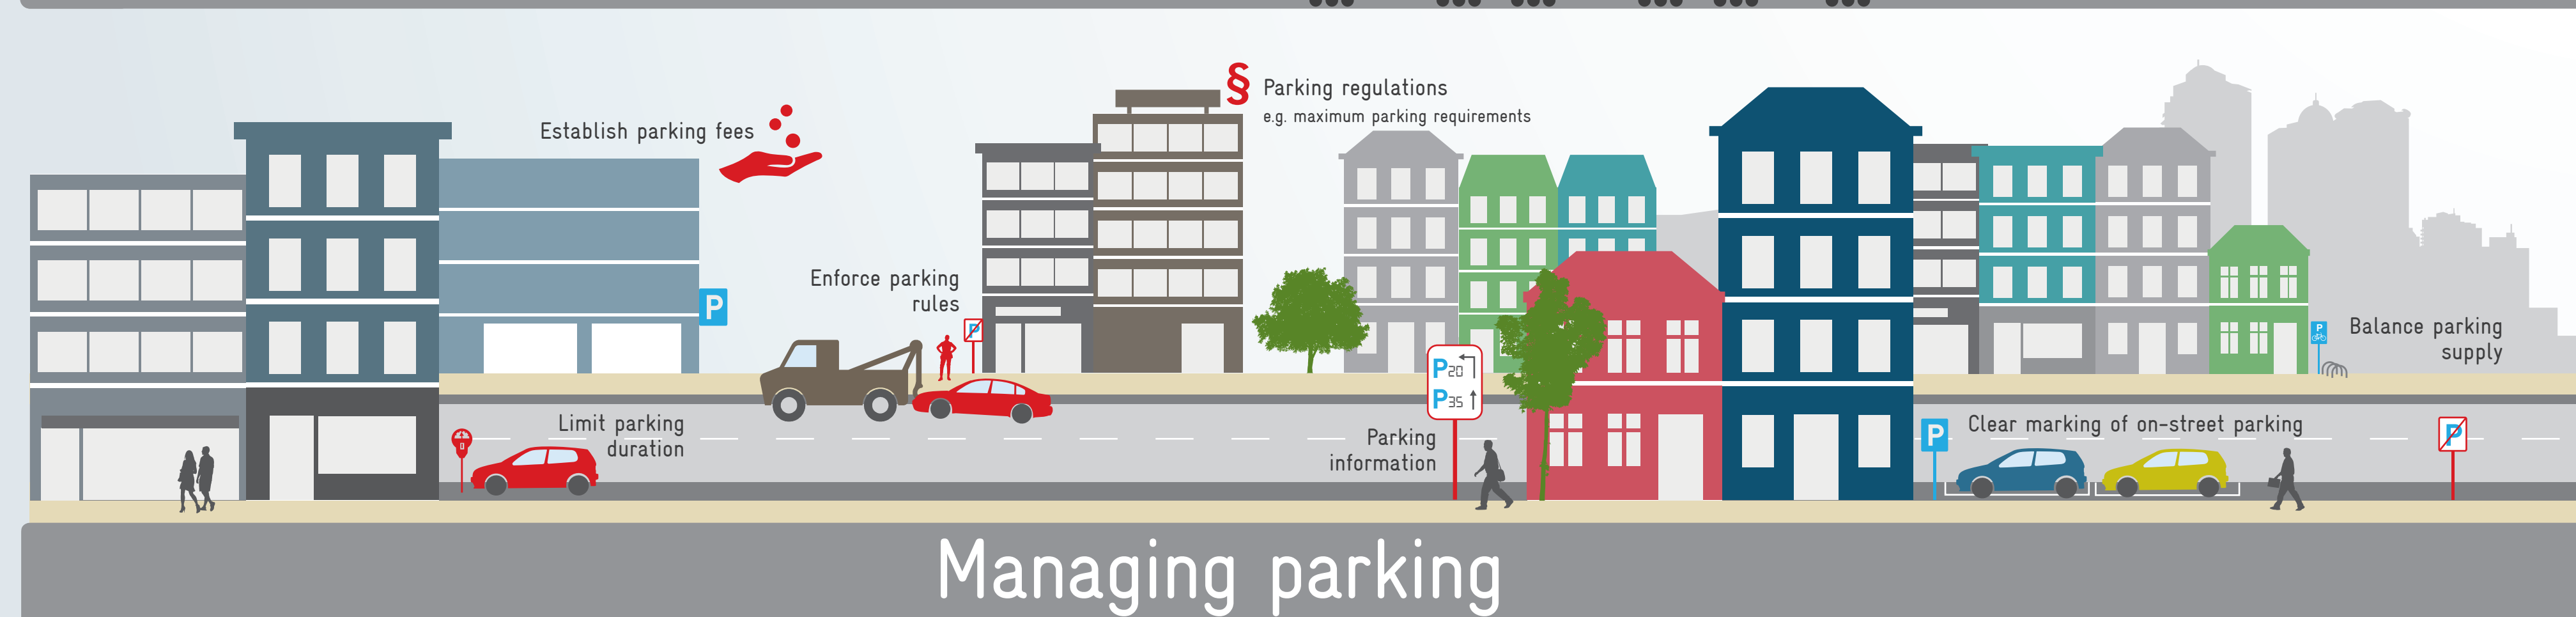 Establish parking fees
§ Parking regulations
e.g. maximum parking requirements
Enforce parking
rules
P
P
Limit parking
duration
P20
P35
Parking
information
P
Clear marking of on-street parking
P
Balance parking
supply
P
Managing parking